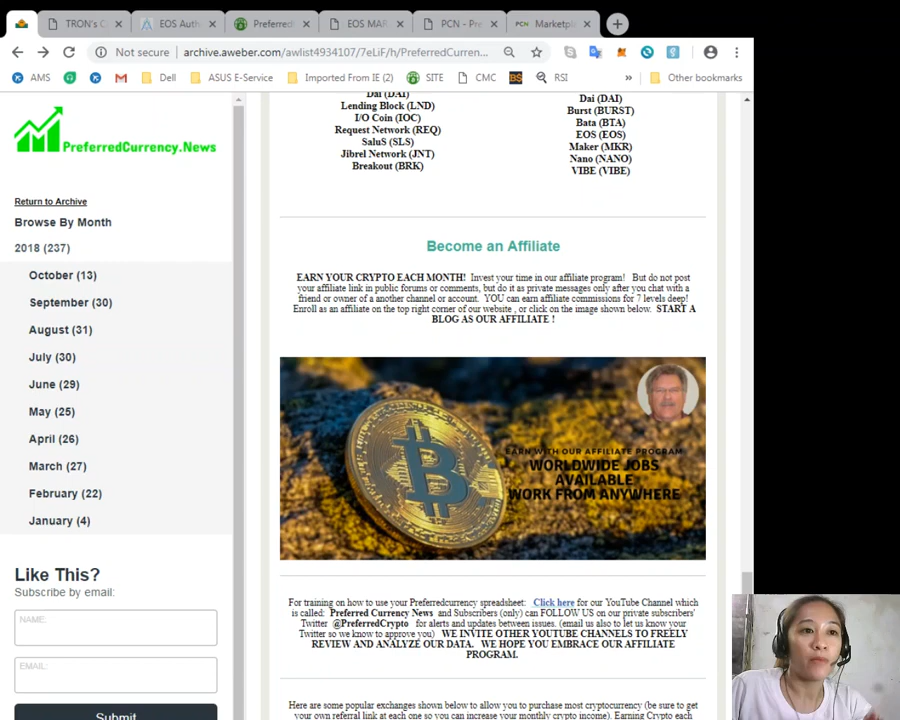 TRON's C
EOS Auth
Preferred
EOS MAR
PCN - Pre
PCN Marketpl
Not secure
archive.aweber.com/awlist4934107/7eLiF/h/PreferredCurren...
AMS
Dell
ASUS E-Service
Imported From IE (2)
SITE
CMC
BS
RSI
»
Other bookmarks
PreferredCurrency.News
Return to Archive
Browse By Month
2018 (237)
October (13)
September (30)
August (31)
July (30)
June (29)
May (25)
April (26)
March (27)
February (22)
January (4)
Like This?
Subscribe by email:
NAME:
EMAIL:
Submit
Dai (DAI)
Lending Block (LND)
I/O Coin (IOC)
Request Network (REQ)
SaluS (SLS)
Jibrel Network (JNT)
Breakout (BRK)
Dai (DAI)
Burst (BURST)
Bata (BTA)
EOS (EOS)
Maker (MKR)
Nano (NANO)
VIBE (VIBE)
Become an Affiliate
EARN YOUR CRYPTO EACH MONTH! Invest your time in our affiliate program! But do not post
your affiliate link in public forums or comments, but do it as private messages only after you chat with a
friend or owner of a another channel or account. YOU can earn affiliate commissions for 7 levels deep!
Enroll as an affiliate on the top right corner of our website , or click on the image shown below. START A
BLOG AS OUR AFFILIATE !
EARN WITH OUR AFFILIATE PROGRAM
WORLDWIDE JOBS
AVAILABLE
WORK FROM ANYWHERE
For training on how to use your Preferredcurrency spreadsheet: Click here for our YouTube Channel which
is called: Preferred Currency News and Subscribers (only) can FOLLOW US on our private subscribers'
Twitter @PreferredCrypto for alerts and updates between issues. (email us also to let us know your
Twitter so we know to approve you) WE INVITE OTHER YOUTUBE CHANNELS TO FREELY
REVIEW AND ANALYZE OUR DATA. WE HOPE YOU EMBRACE OUR AFFILIATE
PROGRAM.
Here are some popular exchanges shown below to allow you to purchase most cryptocurrency (be sure to
get your own referral link at each one so you can increase your monthly crypto income). Earning Crypto each